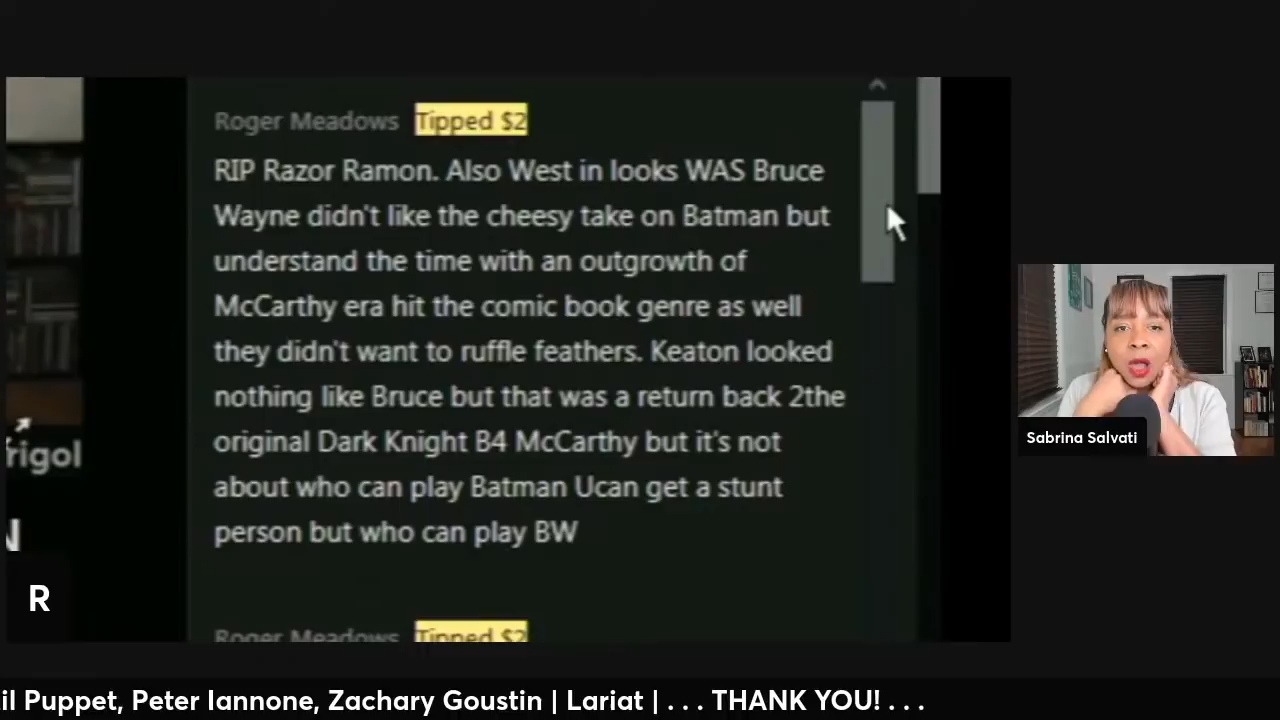 Roger Meadows Tipped $2
RIP Razor Ramon. Also West in looks WAS Bruce
Wayne didn't like the cheesy take on Batman but
understand the time with an outgrowth of
McCarthy era hit the comic book genre as well
they didn't want to ruffle feathers. Keaton looked
nothing like Bruce but that was a return back 2the
original Dark Knight B4 McCarthy but it's not
about who can play Batman Ucan get a stunt
person but who can play BW
Roger Meadows Tipped $2
rigol
N
R
Sabrina Salvati
il Puppet, Peter Iannone, Zachary Goustin | Lariat | . . . THANK YOU! . . .